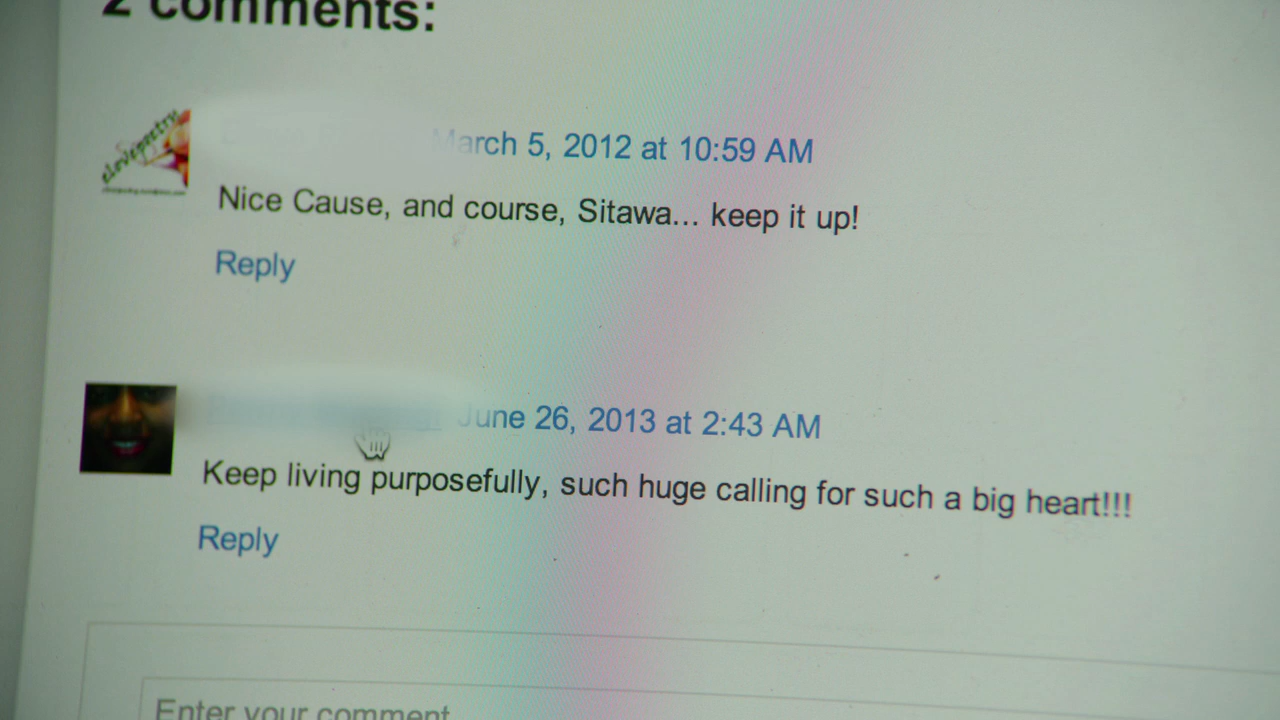 2 comments:
elovepoetry
March 5, 2012 at 10:59 AM
Nice Cause, and course, Sitawa... keep it up!
Reply
June 26, 2013 at 2:43 AM
Keep living purposefully, such huge calling for such a big heart!!!
Reply
Enter your comment